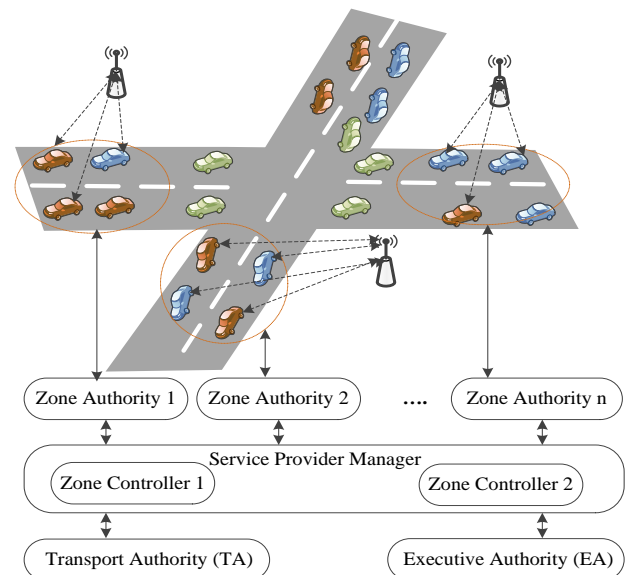 Zone Authority 1
Zone Authority 2
....
Zone Authority n
Service Provider Manager
Zone Controller 1
Zone Controller 2
Transport Authority (TA)
Executive Authority (EA)